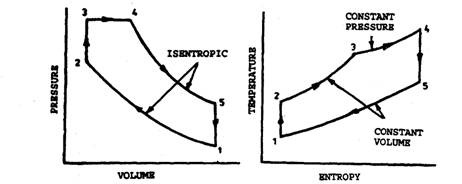 3
4
ISENTROPIC
2
5
1
PRESSURE
VOLUME
CONSTANT
PRESSURE
4
3
2
5
1
CONSTANT
VOLUME
TEMPERATURE
ENTROPY